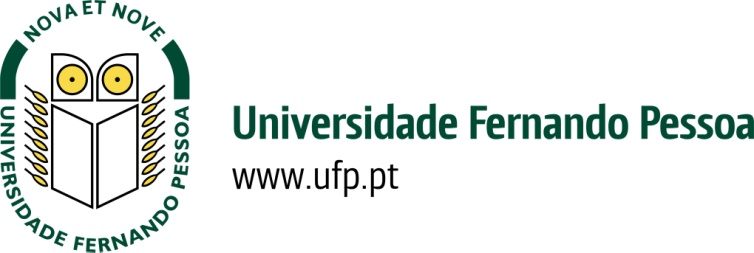 NOVA ET NOVE
UNIVERSIDADE FERNANDO PESSOA
Universidade Fernando Pessoa
www.ufp.pt